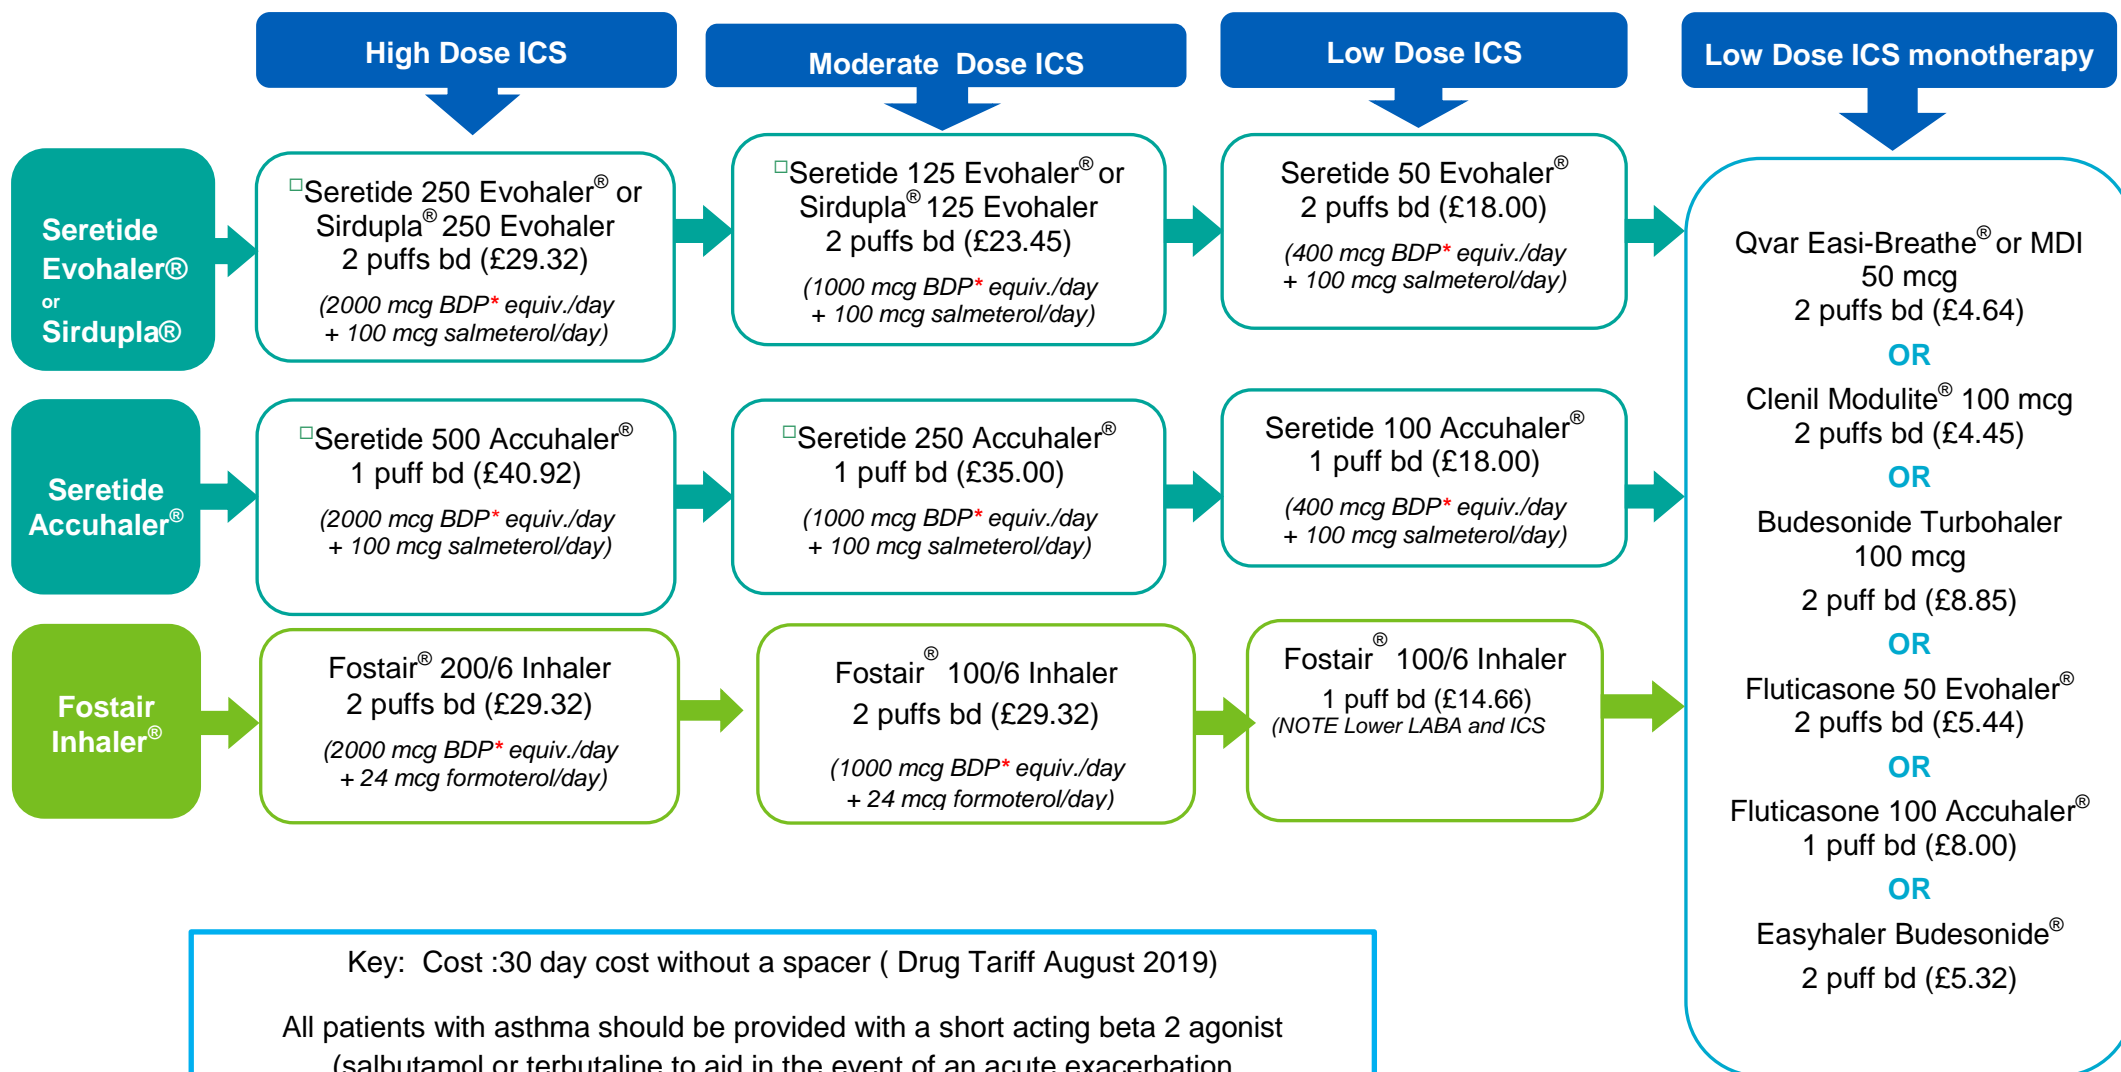 High Dose ICS
Moderate  Dose ICS
Low Dose ICS
Low Dose ICS monotherapy
Seretide
Evohaler®
or
Sirdupla®
□Seretide 250 Evohaler® or
Sirdupla® 250 Evohaler
2 puffs bd (£29.32)
(2000 mcg BDP* equiv./day
+ 100 mcg salmeterol/day)
□Seretide 125 Evohaler® or
Sirdupla® 125 Evohaler
2 puffs bd (£23.45)
(1000 mcg BDP* equiv./day
+ 100 mcg salmeterol/day)
Seretide 50 Evohaler®
2 puffs bd (£18.00)
(400 mcg BDP* equiv./day
+ 100 mcg salmeterol/day)
Seretide
Accuhaler®
□Seretide 500 Accuhaler®
1 puff bd (£40.92)
(2000 mcg BDP* equiv./day
+ 100 mcg salmeterol/day)
□Seretide 250 Accuhaler®
1 puff bd (£35.00)
(1000 mcg BDP* equiv./day
+ 100 mcg salmeterol/day)
Seretide 100 Accuhaler®
1 puff bd (£18.00)
(400 mcg BDP* equiv./day
+ 100 mcg salmeterol/day)
Fostair
Inhaler®
Fostair® 200/6 Inhaler
2 puffs bd (£29.32)
(2000 mcg BDP* equiv./day
+ 24 mcg formoterol/day)
Fostair® 100/6 Inhaler
2 puffs bd (£29.32)
(1000 mcg BDP* equiv./day
+ 24 mcg formoterol/day)
Fostair® 100/6 Inhaler
1 puff bd (£14.66)
(NOTE Lower LABA and ICS
Qvar Easi-Breathe® or MDI
50 mcg
2 puffs bd (£4.64)
OR
Clenil Modulite® 100 mcg
2 puffs bd (£4.45)
OR
Budesonide Turbohaler
100 mcg
2 puff bd (£8.85)
OR
Fluticasone 50 Evohaler®
2 puffs bd (£5.44)
OR
Fluticasone 100 Accuhaler®
1 puff bd (£8.00)
OR
Easyhaler Budesonide®
2 puff bd (£5.32)
Key:  Cost :30 day cost without a spacer ( Drug Tariff August 2019)
All patients with asthma should be provided with a short acting beta 2 agonist
(salbutamol or terbutaline to aid in the event of an acute exacerbation